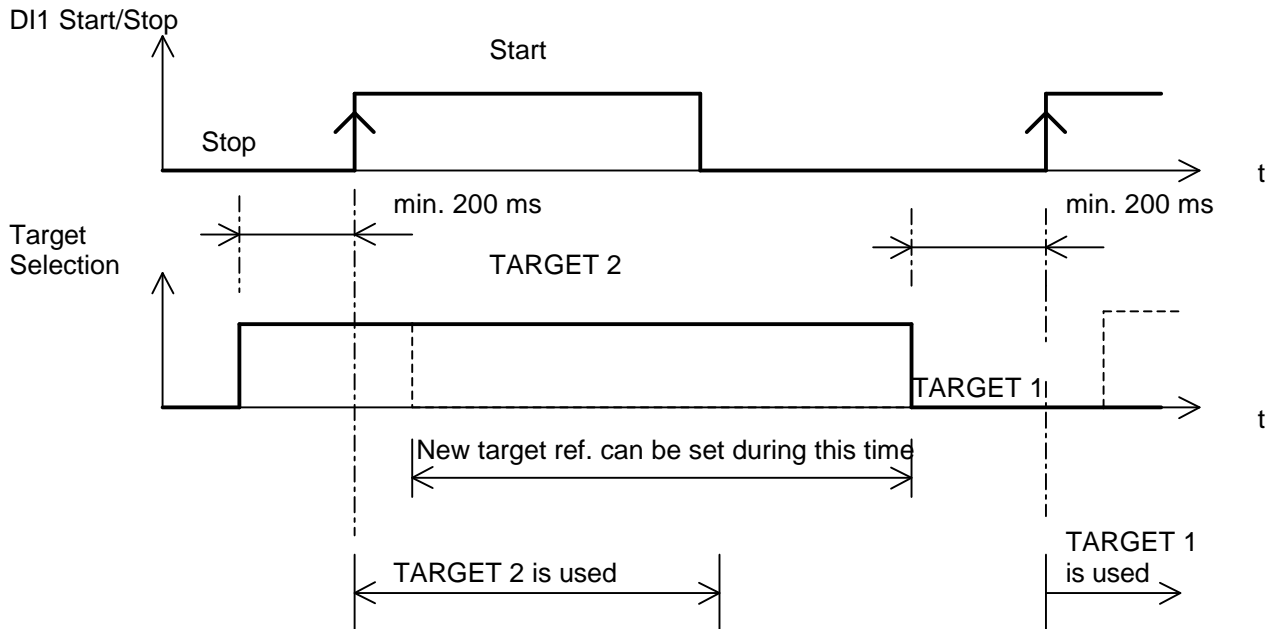 DI1 Start/Stop
Start
Stop
t
min. 200 ms
min. 200 ms
Target
Selection
TARGET 2
TARGET 1
t
New target ref. can be set during this time
TARGET 2 is used
TARGET 1
is used